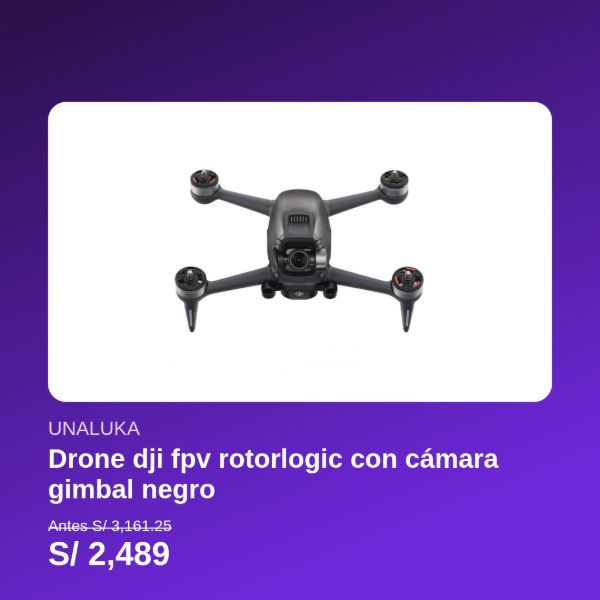 UNALUKA
Drone dji fpv rotorlogic con cámara
gimbal negro
Antes S/ 3,161.25
S/ 2,489